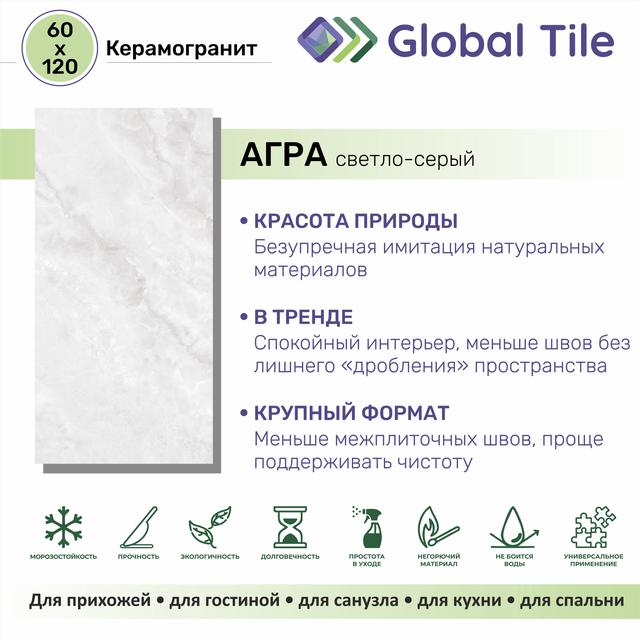 60
x
120
Керамогранит
Global Tile
АГРА светло-серый
• КРАСОТА ПРИРОДЫ
Безупречная имитация натуральных
материалов
• В ТРЕНДЕ
Спокойный интерьер, меньше швов без
лишнего «дробления» пространства
• КРУПНЫЙ ФОРМАТ
Меньше межплиточных швов, проще
поддерживать чистоту
МОРОЗОСТОЙКОСТЬ
ПРОЧНОСТЬ
ЭКОЛОГИЧНОСТЬ
ДОЛГОВЕЧНОСТЬ
ПРОСТОТА
В УХОДЕ
НЕГОРЮЧИЙ
МАТЕРИАЛ
НЕ БОИТСЯ
ВОДЫ
УНИВЕРСАЛЬНОЕ
ПРИМЕНЕНИЕ
Для прихожей • для гостиной • для санузла • для кухни • для спальни